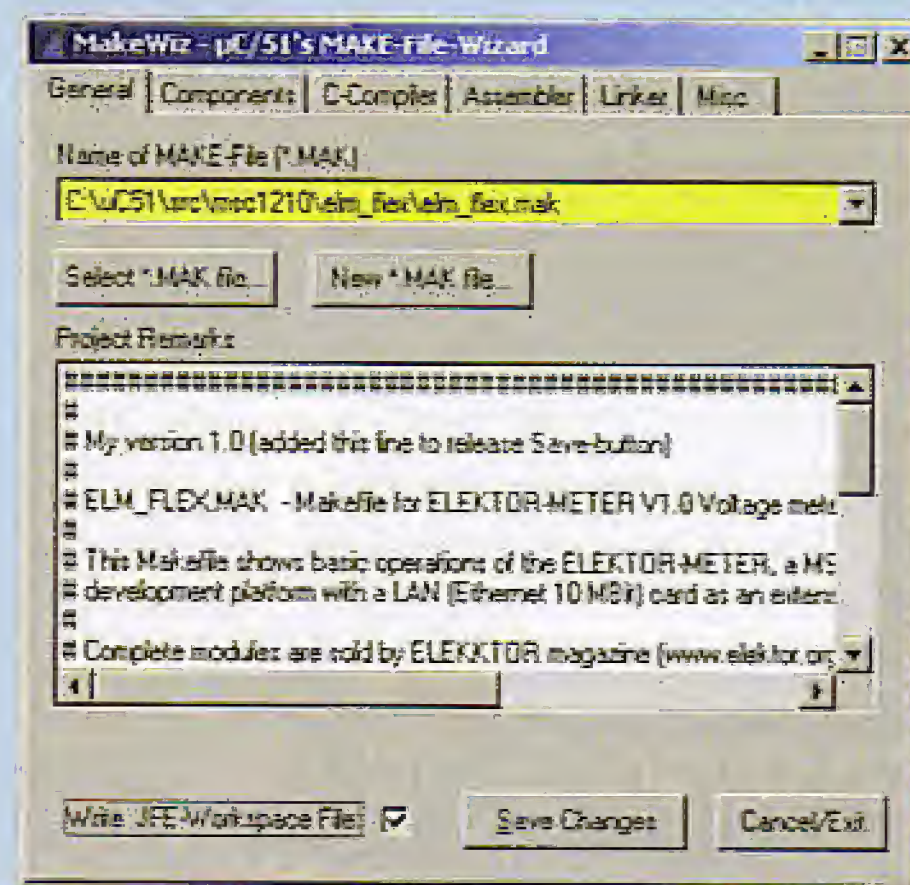 MakeWiz - µC/51's MAKE-File-Wizard
General Components C-Compiler Assembler Linker Misc
Name of MAKE-File (*.MAK)
C:\uC51\src\msc1210\elm_flex\elm_flex.mak
Select *.MAK file... New *.MAK file...
Project Remarks
#
# My version 1.0 (added this line to release Save-button)
#
# ELM_FLEX.MAK - Makefile for ELEKTOR-METER V1.0 Voltage mete
#
# This Makefile shows basic operations of the ELEKTOR-METER, a MS
# development platform with a LAN (Ethernet 10 MBit) card as an extens
#
# Complete modules are sold by ELEKKTOR magazine (www.elektor.org
Write JFE-Workspace File: Save Changes Cancel/Exit